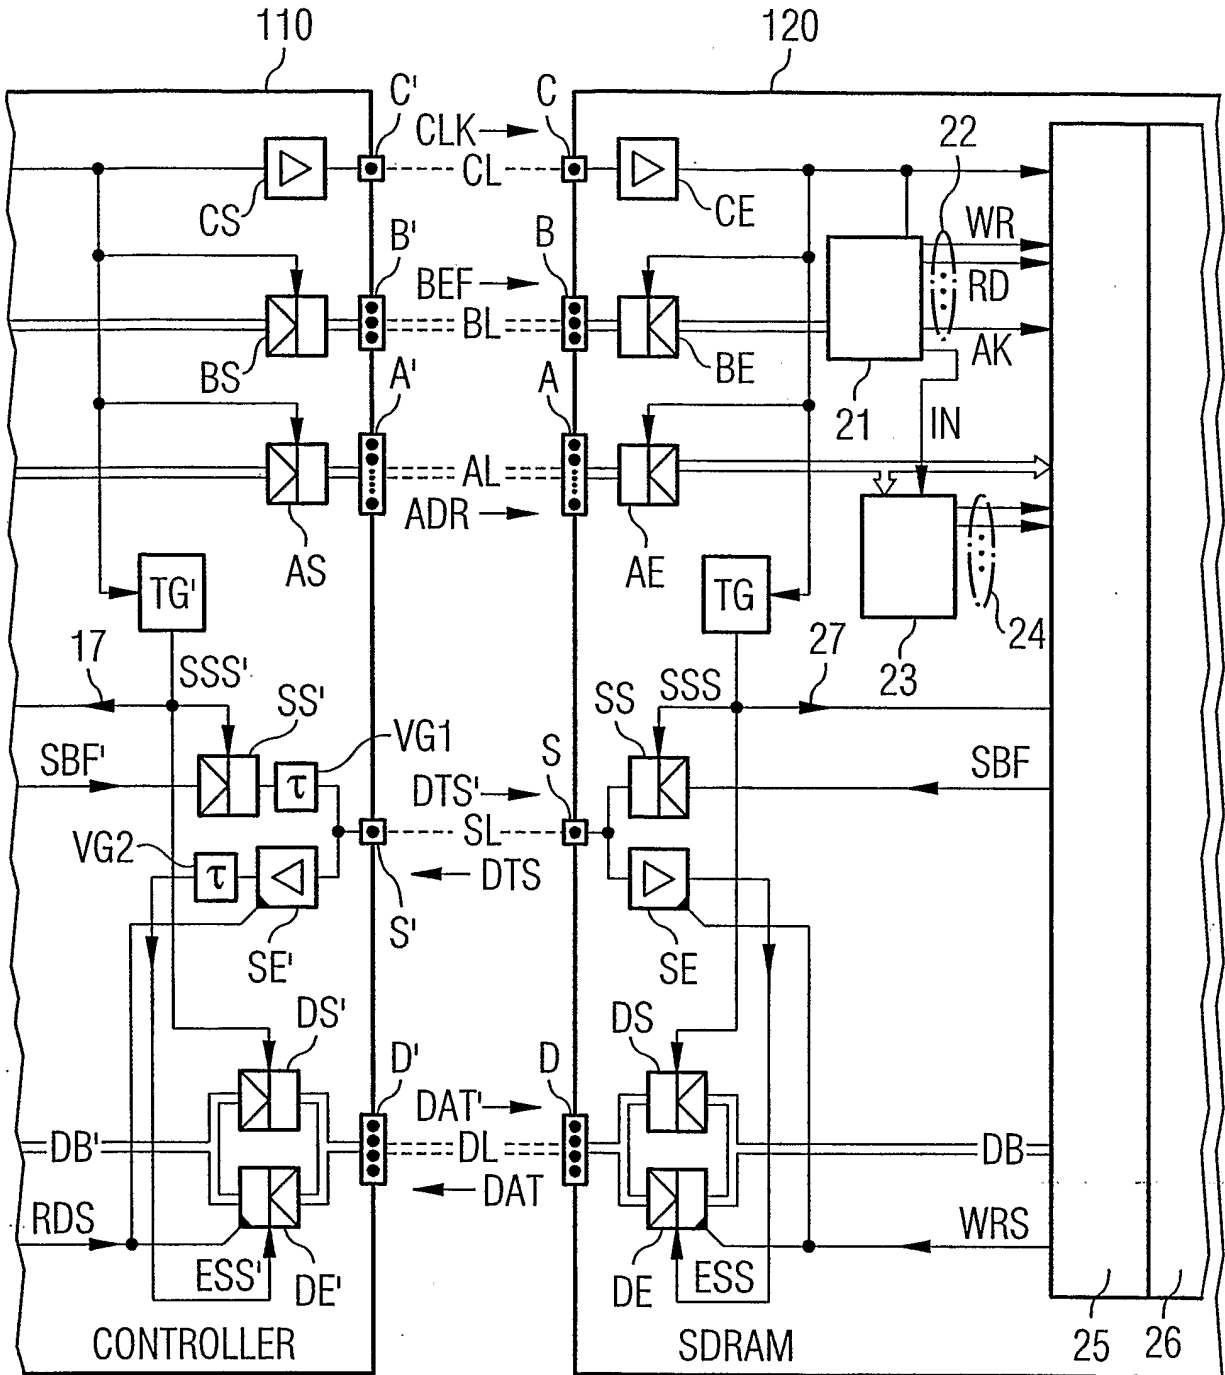 110
120
C'
C
CLK
CL
CS
CE
22
B'
B
WR
BEF
RD
BL
BS
BE
AK
A'
A
21
IN
AL
ADR
AS
AE
TG'
TG
24
17
SSS'
27
23
SS'
SS
SSS
VG1
SBF'
S
SBF
DTS'
τ
SL
VG2
τ
DTS
S'
SE'
SE
DS'
DS
D'
D
DAT'
DB'
DL
DB
DAT
RDS
WRS
ESS'
DE'
DE
ESS
CONTROLLER
SDRAM
25
26